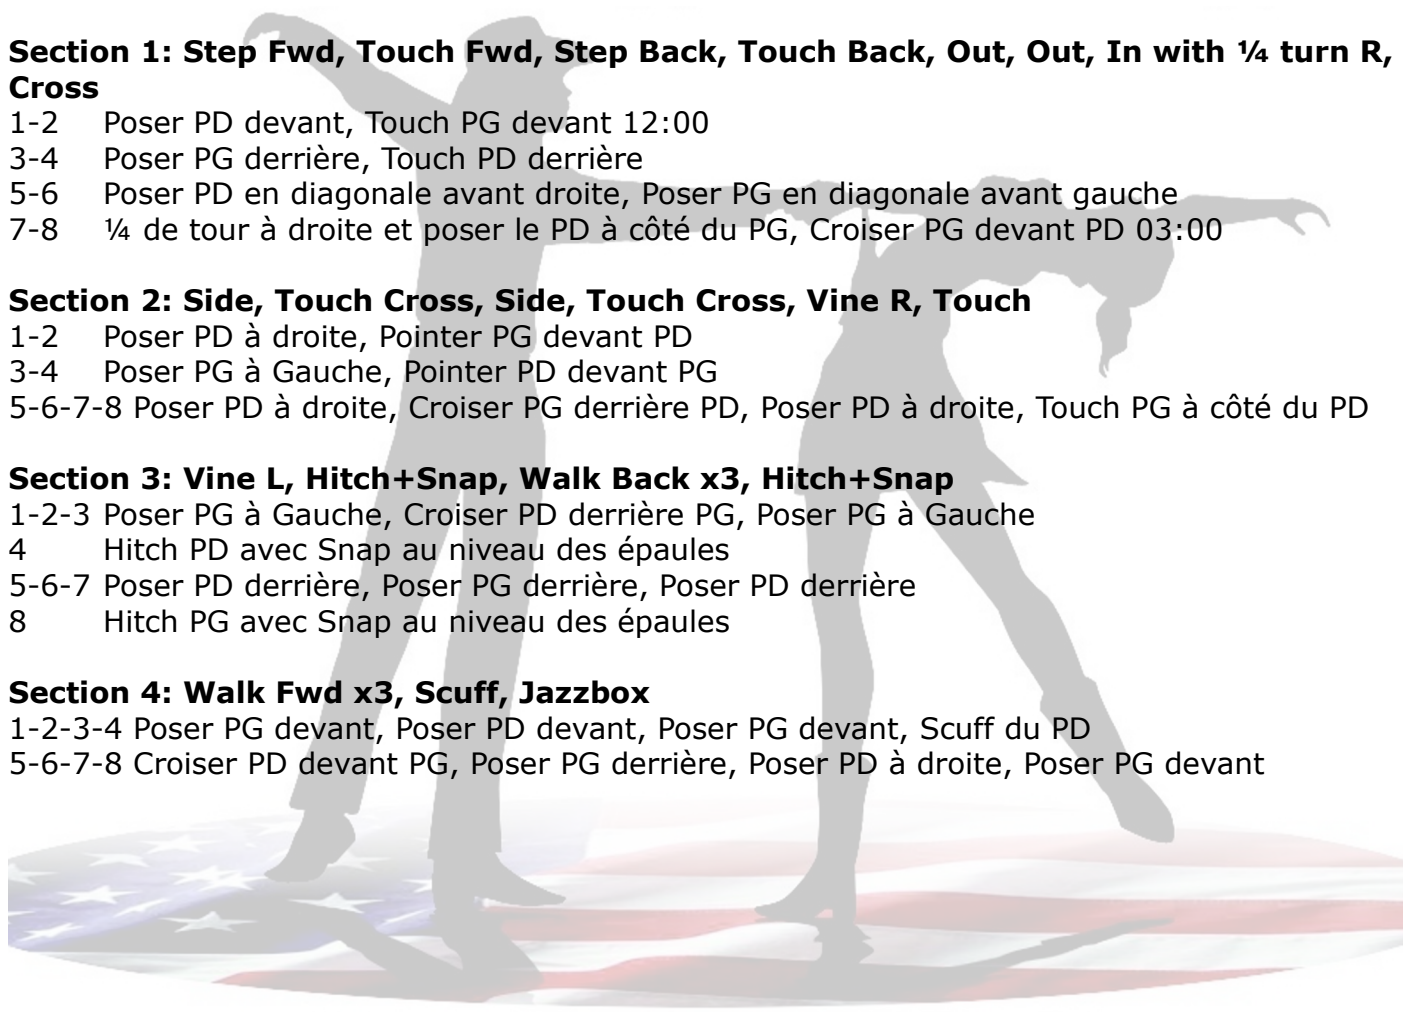 Section 1: Step Fwd, Touch Fwd, Step Back, Touch Back, Out, Out, In with ¼ turn R,
Cross
1-2 Poser PD devant, Touch PG devant 12:00
3-4 Poser PG derrière, Touch PD derrière
5-6 Poser PD en diagonale avant droite, Poser PG en diagonale avant gauche
7-8 ¼ de tour à droite et poser le PD à côté du PG, Croiser PG devant PD 03:00
Section 2: Side, Touch Cross, Side, Touch Cross, Vine R, Touch
1-2 Poser PD à droite, Pointer PG devant PD
3-4 Poser PG à Gauche, Pointer PD devant PG
5-6-7-8 Poser PD à droite, Croiser PG derrière PD, Poser PD à droite, Touch PG à côté du PD
Section 3: Vine L, Hitch+Snap, Walk Back x3, Hitch+Snap
1-2-3 Poser PG à Gauche, Croiser PD derrière PG, Poser PG à Gauche
4 Hitch PD avec Snap au niveau des épaules
5-6-7 Poser PD derrière, Poser PG derrière, Poser PD derrière
8 Hitch PG avec Snap au niveau des épaules
Section 4: Walk Fwd x3, Scuff, Jazzbox
1-2-3-4 Poser PG devant, Poser PD devant, Poser PG devant, Scuff du PD
5-6-7-8 Croiser PD devant PG, Poser PG derrière, Poser PD à droite, Poser PG devant